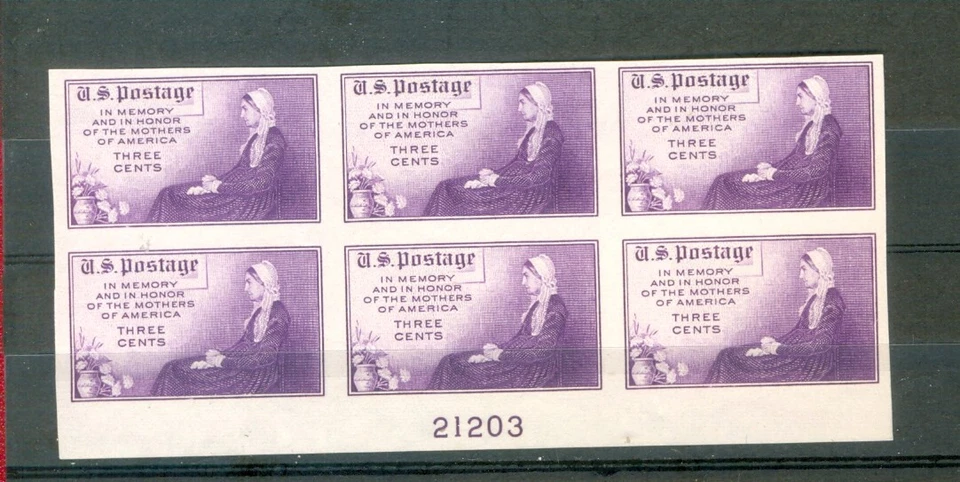 U.S. Postage
IN MEMORY
AND IN HONOR
OF THE MOTHERS
OF AMERICA
THREE
CENTS
U.S. Postage
IN MEMORY
AND IN HONOR
OF THE MOTHERS
OF AMERICA
THREE
CENTS
U.S. Postage
IN MEMORY
AND IN HONOR
OF THE MOTHERS
OF AMERICA
THREE
CENTS
U.S. Postage
IN MEMORY
AND IN HONOR
OF THE MOTHERS
OF AMERICA
THREE
CENTS
U.S. Postage
IN MEMORY
AND IN HONOR
OF THE MOTHERS
OF AMERICA
THREE
CENTS
U.S. Postage
IN MEMORY
AND IN HONOR
OF THE MOTHERS
OF AMERICA
THREE
CENTS
21203